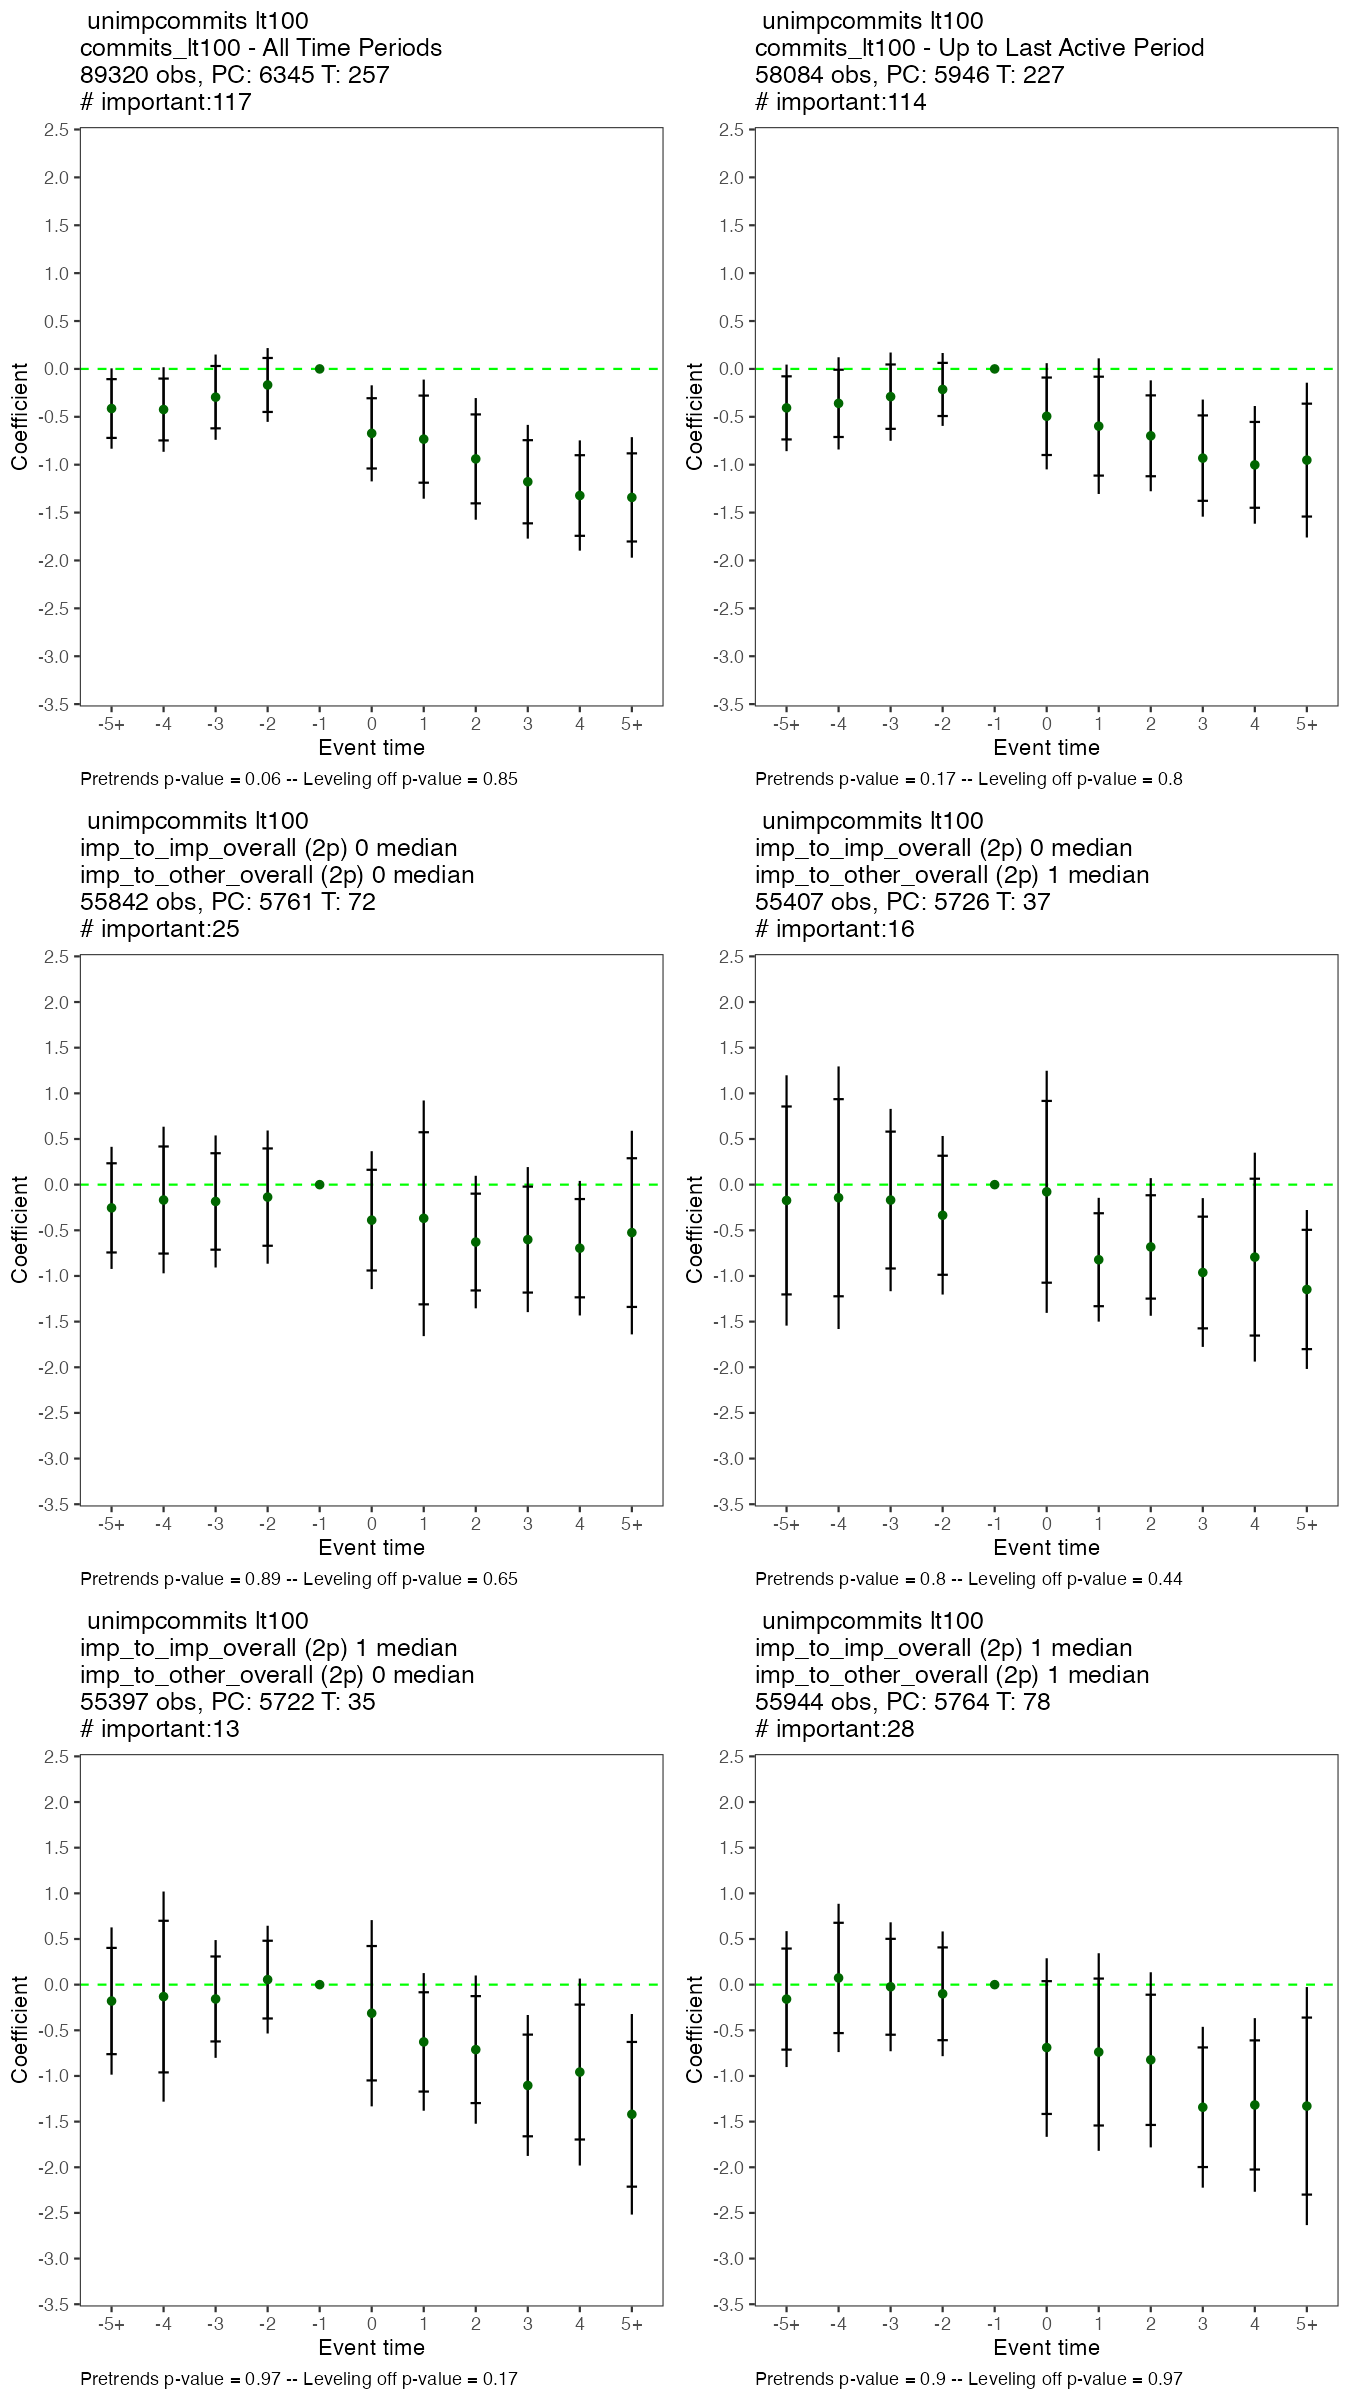 unimpcommits lt100
commits_lt100 - All Time Periods
89320 obs, PC: 6345 T: 257
# important:117
2.5
2.0
1.5
1.0
0.5
0.0
-0.5
-1.0
-1.5
-2.0
-2.5
-3.0
-3.5
Coefficient
-5+ -4 -3 -2 -1 0 1 2 3 4 5+
Event time
Pretrends p-value = 0.06 -- Leveling off p-value = 0.85
unimpcommits lt100
commits_lt100 - Up to Last Active Period
58084 obs, PC: 5946 T: 227
# important:114
2.5
2.0
1.5
1.0
0.5
0.0
-0.5
-1.0
-1.5
-2.0
-2.5
-3.0
-3.5
Coefficient
-5+ -4 -3 -2 -1 0 1 2 3 4 5+
Event time
Pretrends p-value = 0.17 -- Leveling off p-value = 0.8
unimpcommits lt100
imp_to_imp_overall (2p) 0 median
imp_to_other_overall (2p) 0 median
55842 obs, PC: 5761 T: 72
# important:25
2.5
2.0
1.5
1.0
0.5
0.0
-0.5
-1.0
-1.5
-2.0
-2.5
-3.0
-3.5
Coefficient
-5+ -4 -3 -2 -1 0 1 2 3 4 5+
Event time
Pretrends p-value = 0.89 -- Leveling off p-value = 0.65
unimpcommits lt100
imp_to_imp_overall (2p) 0 median
imp_to_other_overall (2p) 1 median
55407 obs, PC: 5726 T: 37
# important:16
2.5
2.0
1.5
1.0
0.5
0.0
-0.5
-1.0
-1.5
-2.0
-2.5
-3.0
-3.5
Coefficient
-5+ -4 -3 -2 -1 0 1 2 3 4 5+
Event time
Pretrends p-value = 0.8 -- Leveling off p-value = 0.44
unimpcommits lt100
imp_to_imp_overall (2p) 1 median
imp_to_other_overall (2p) 0 median
55397 obs, PC: 5722 T: 35
# important:13
2.5
2.0
1.5
1.0
0.5
0.0
-0.5
-1.0
-1.5
-2.0
-2.5
-3.0
-3.5
Coefficient
-5+ -4 -3 -2 -1 0 1 2 3 4 5+
Event time
Pretrends p-value = 0.97 -- Leveling off p-value = 0.17
unimpcommits lt100
imp_to_imp_overall (2p) 1 median
imp_to_other_overall (2p) 1 median
55944 obs, PC: 5764 T: 78
# important:28
2.5
2.0
1.5
1.0
0.5
0.0
-0.5
-1.0
-1.5
-2.0
-2.5
-3.0
-3.5
Coefficient
-5+ -4 -3 -2 -1 0 1 2 3 4 5+
Event time
Pretrends p-value = 0.9 -- Leveling off p-value = 0.97